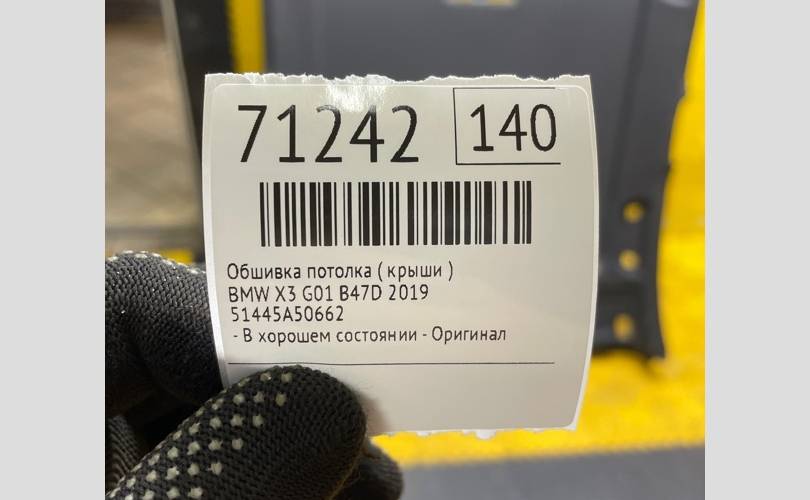 71242 140
Обшивка потолка ( крыши )
BMW X3 G01 B47D 2019
51445A50662
- В хорошем состоянии - Оригинал